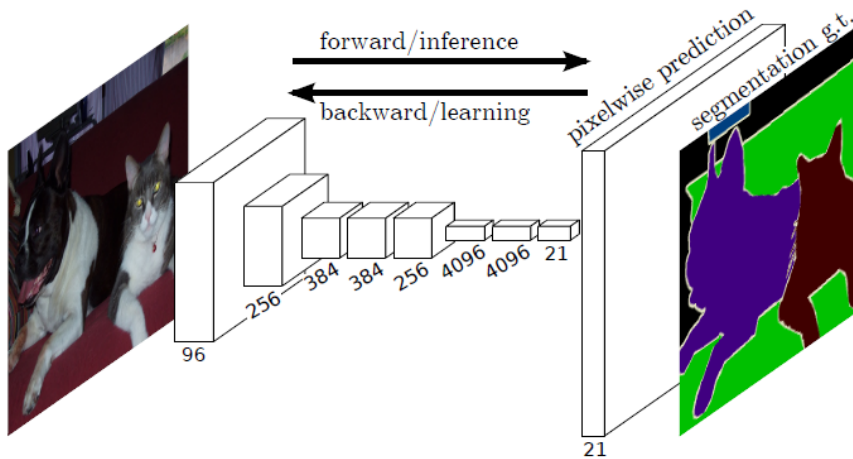 forward/inference
backward/learning
pixelwise prediction
segmentation g.t.
96
256
384
384
256
4096
4096
21
21